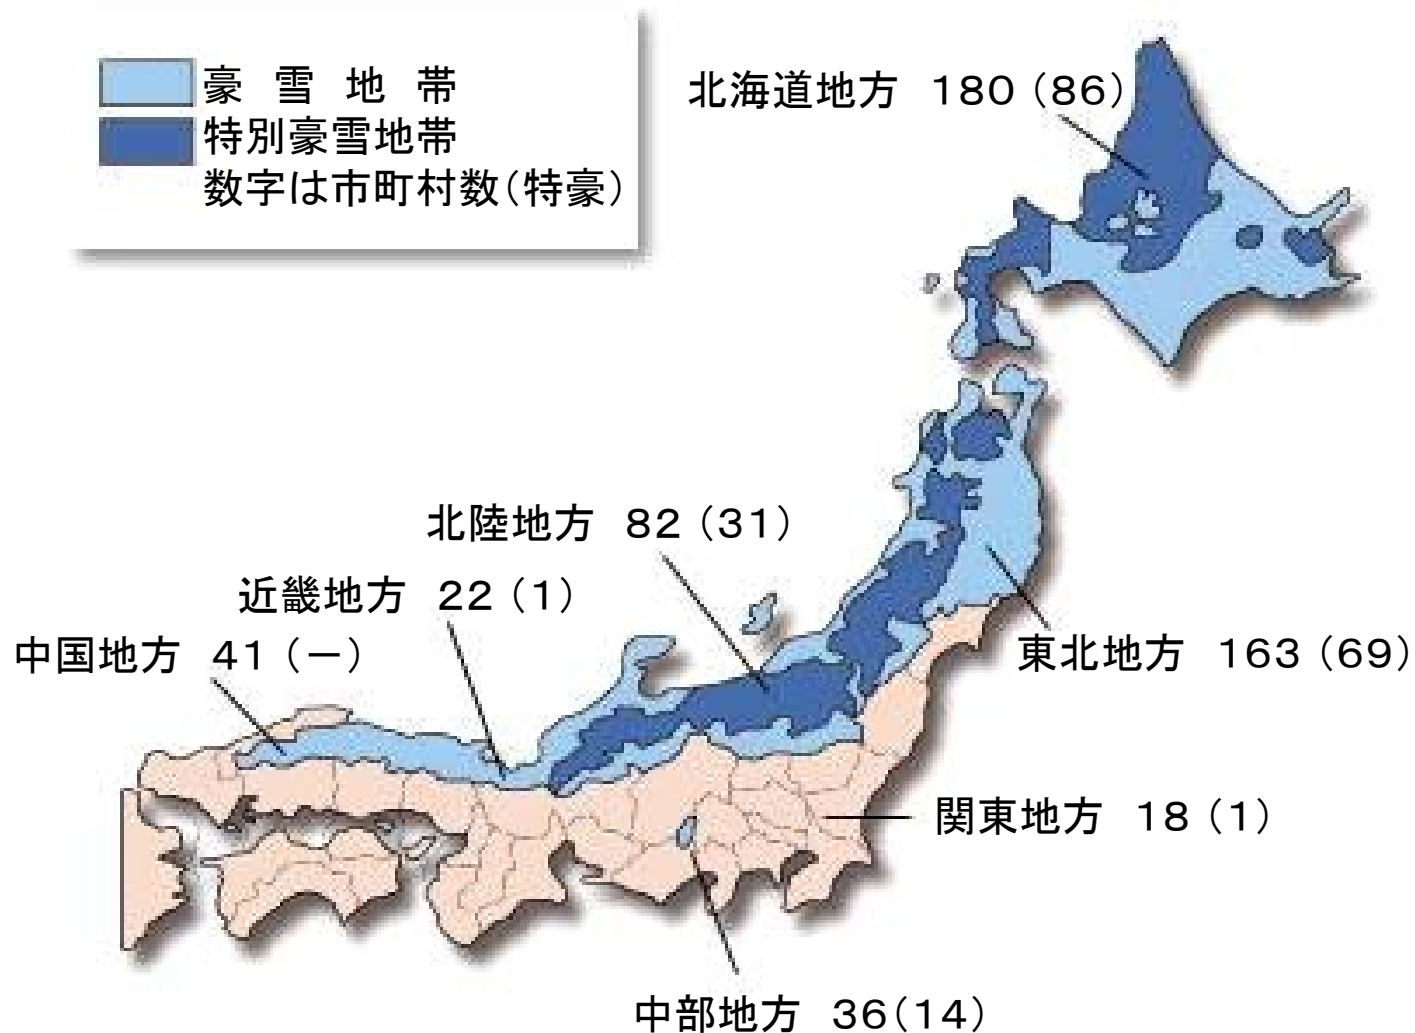 豪雪地帯
特別豪雪地帯
数字は市町村数(特豪)
北海道地方 180(86)
北陸地方 82(31)
近畿地方 22(1)
中国地方 41(－)
東北地方 163(69)
関東地方 18(1)
中部地方 36(14)